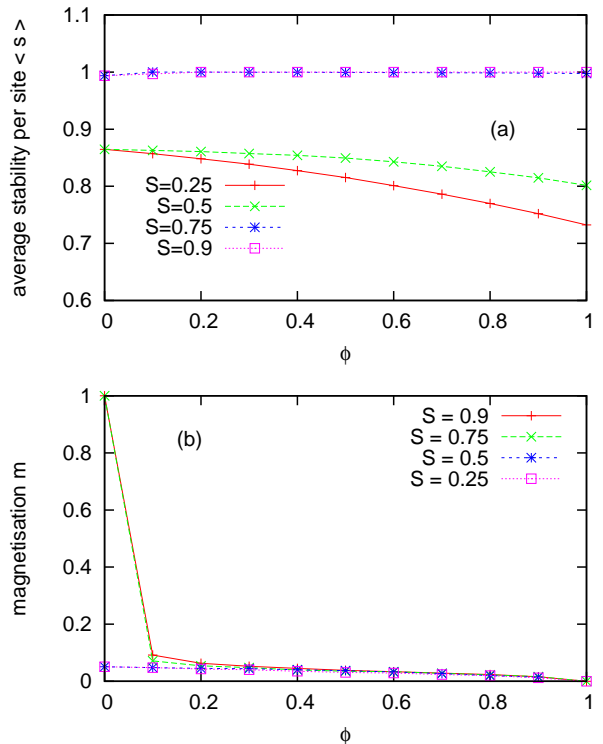 average stability per site < s >
1.1
1
0.9
0.8
0.7
0.6
(a)
S=0.25
S=0.5
S=0.75
S=0.9
0 0.2 0.4 0.6 0.8 1
ϕ
magnetisation m
1
0.8
0.6
0.4
0.2
0
(b)
S = 0.9
S = 0.75
S = 0.5
S = 0.25
0 0.2 0.4 0.6 0.8 1
ϕ